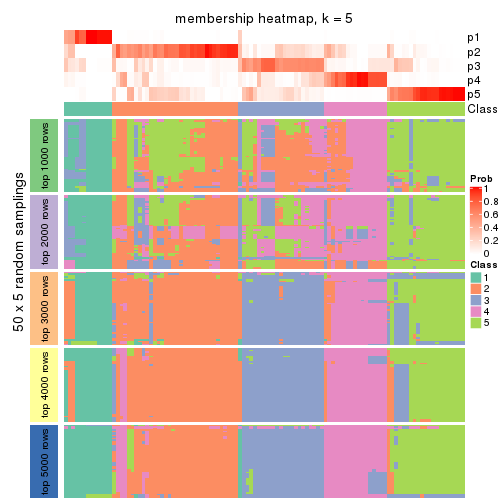 membership heatmap, k = 5
p1
p2
p3
p4
p5
Class
50 x 5 random samplings
top 1000 rows
top 2000 rows
top 3000 rows
top 4000 rows
top 5000 rows
Prob
1
0.8
0.6
0.4
0.2
0
Class
1
2
3
4
5